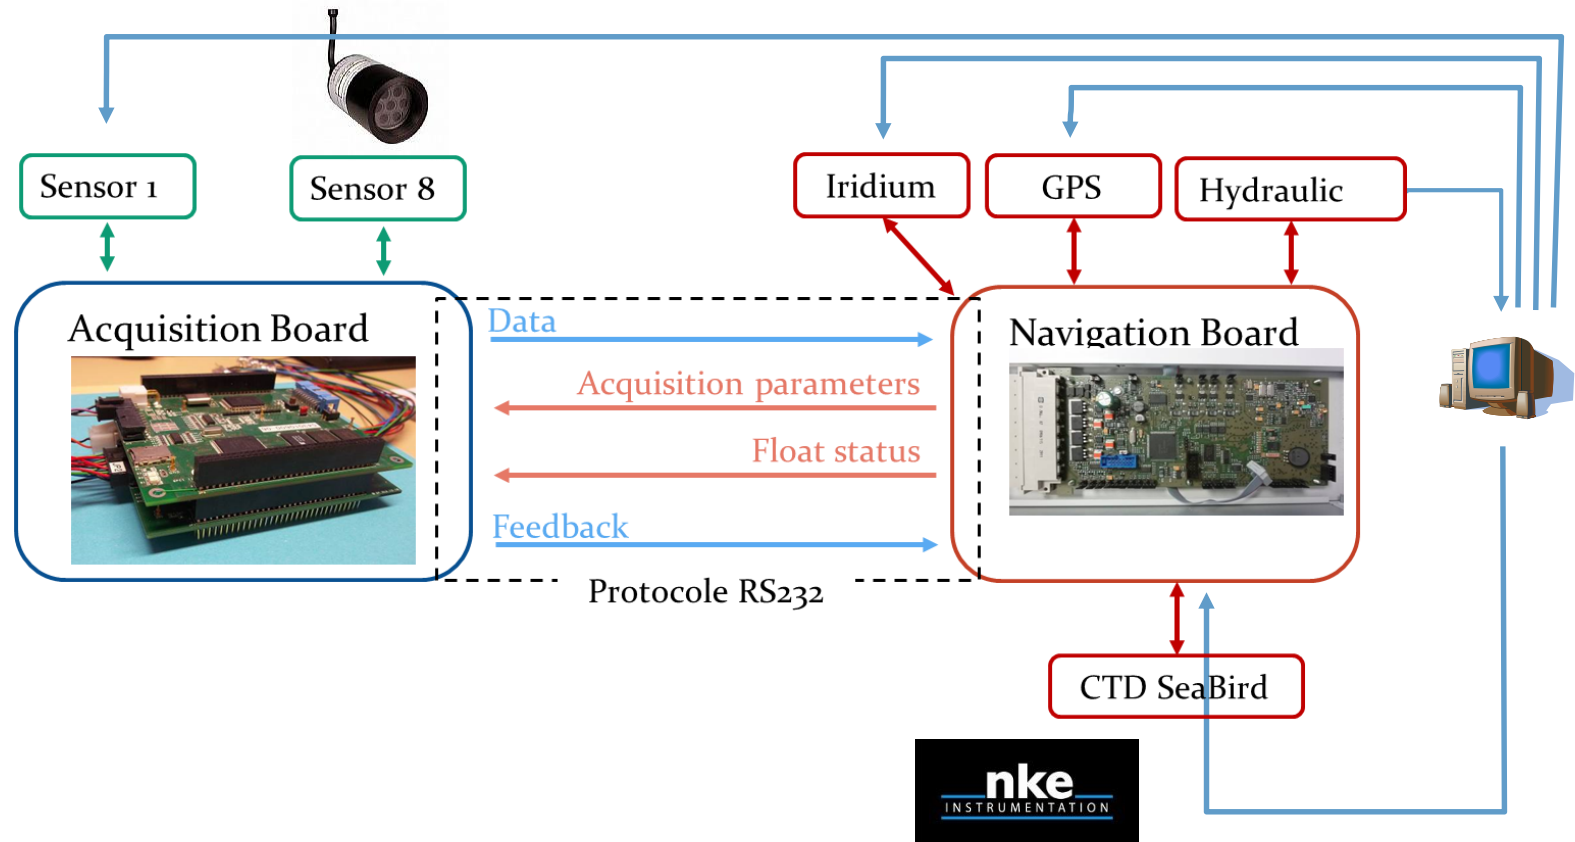 Sensor 1
Sensor 8
Iridium
GPS
Hydraulic
Acquisition Board
Data
Acquisition parameters
Float status
Feedback
Protocole RS232
Navigation Board
CTD SeaBird
nke
INSTRUMENTATION